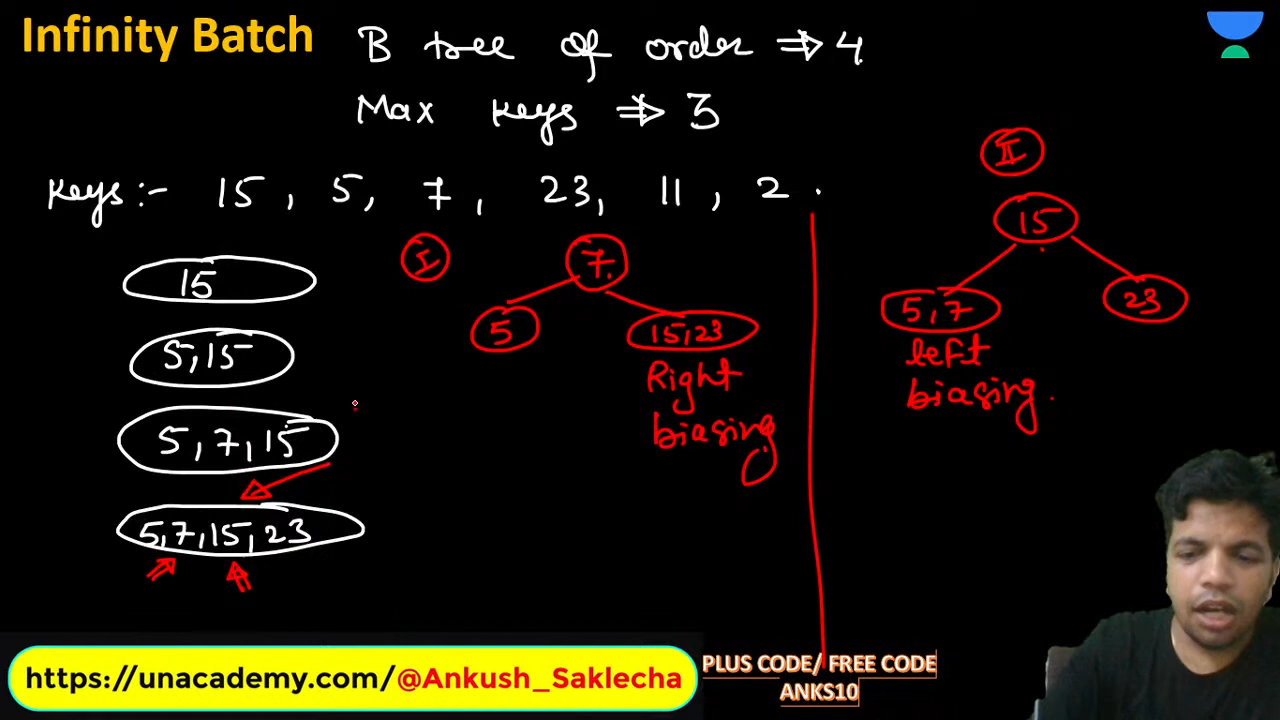 Infinity Batch
B tree of order ⇒ 4
Max keys ⇒ 3
Keys :- 15 , 5, 7 , 23, 11 , 2 .
II
15
5,7
23
left
biasing.
I
7
5
15,23
Right
biasing
15
5,15
5,7,15
5,7,15,23
https://unacademy.com/@Ankush_Saklecha
PLUS CODE/ FREE CODE
ANKS10